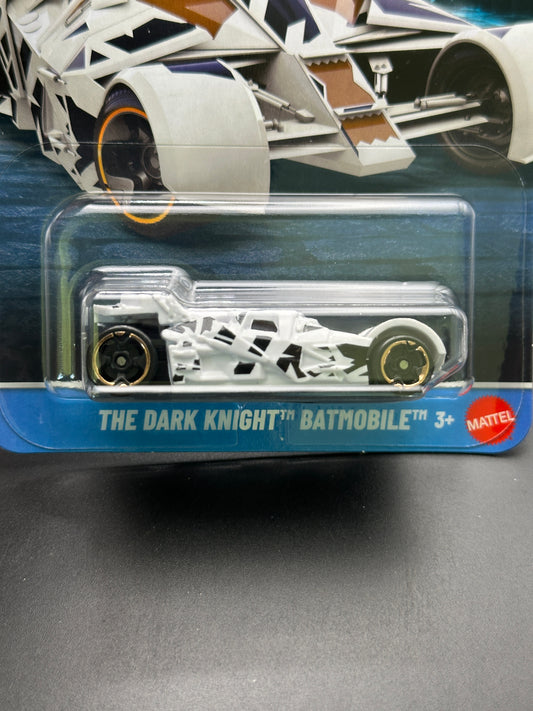 THE DARK KNIGHT™ BATMOBILE™ 3+
MATTEL